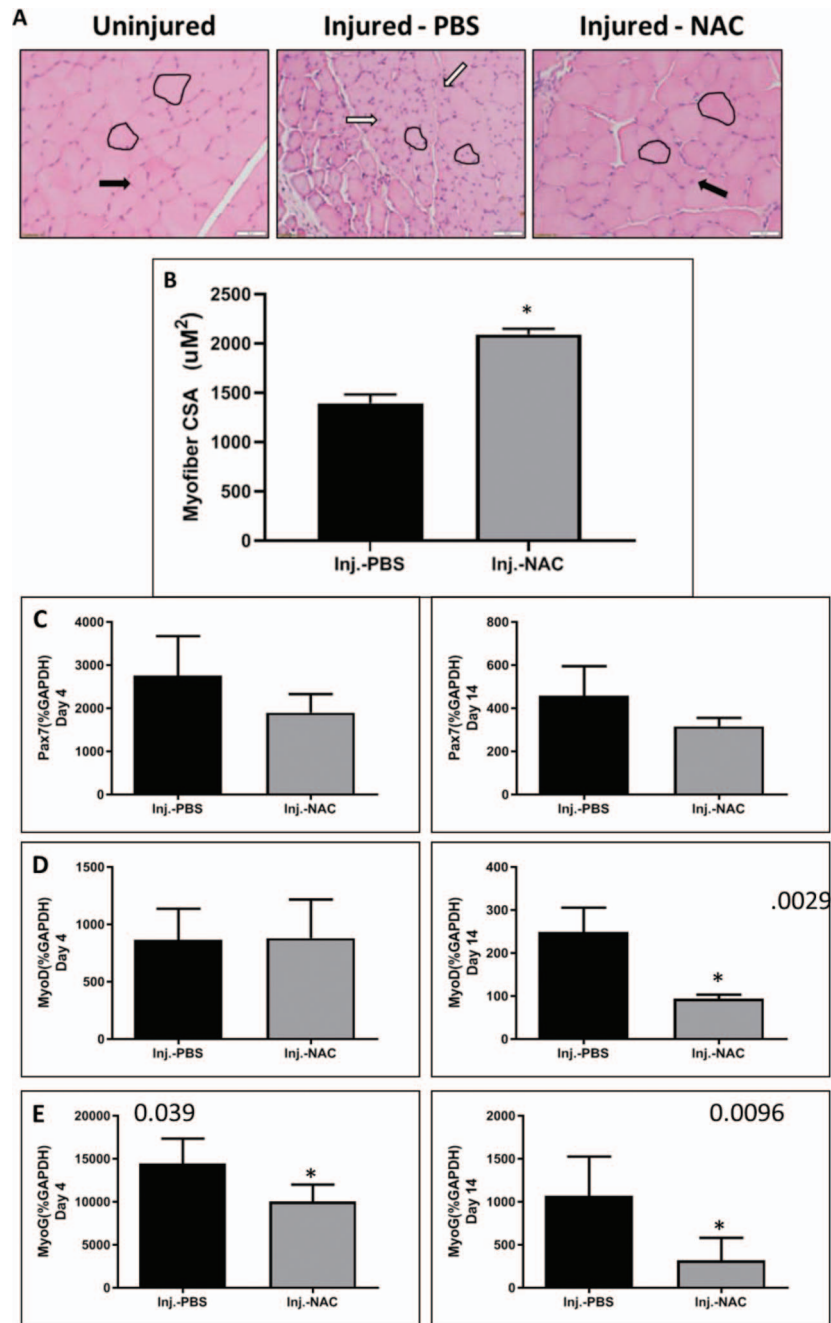 A
Uninjured
Injured - PBS
Injured - NAC
B
Myofiber CSA (uM²)
2500
2000
1500
1000
500
0
*
Inj.-PBS
Inj.-NAC
C
Pax7(%GAPDH)
Day 4
4000
3000
2000
1000
0
Inj.-PBS
Inj.-NAC
Pax7(%GAPDH)
Day 14
800
600
400
200
0
Inj.-PBS
Inj.-NAC
D
MyoD(%GAPDH)
Day 4
1500
1000
500
0
Inj.-PBS
Inj.-NAC
MyoD(%GAPDH)
Day 14
400
300
200
100
0
.0029
*
Inj.-PBS
Inj.-NAC
E
0.039
MyoG(%GAPDH)
Day 4
20000
15000
10000
5000
0
*
Inj.-PBS
Inj.-NAC
0.0096
MyoG(%GAPDH)
Day 14
2000
1500
1000
500
0
*
Inj.-PBS
Inj.-NAC